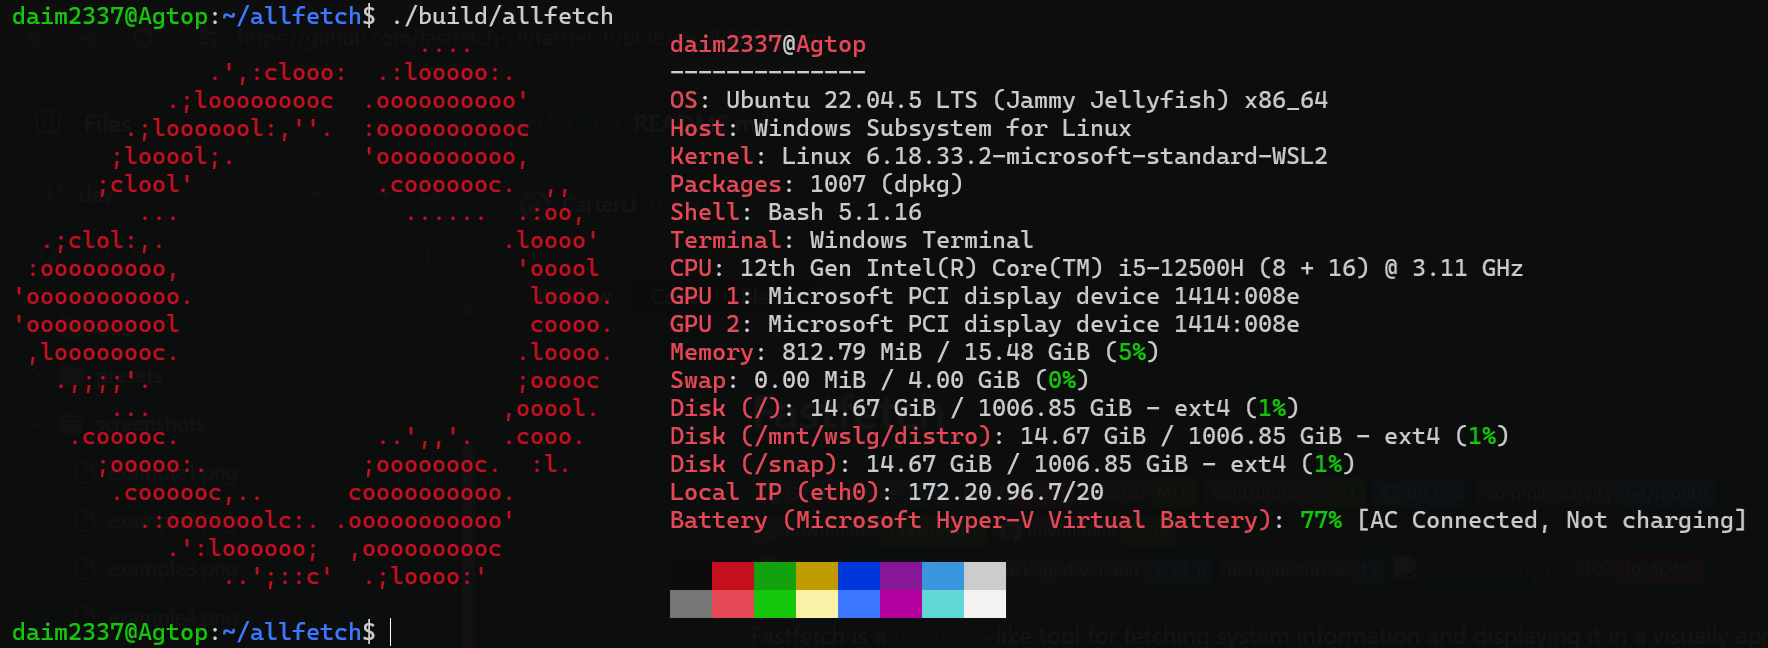 daim2337@Agtop:~/allfetch$ ./build/allfetch
daim2337@Agtop
--------------
OS: Ubuntu 22.04.5 LTS (Jammy Jellyfish) x86_64
Host: Windows Subsystem for Linux
Kernel: Linux 6.18.33.2-microsoft-standard-WSL2
Packages: 1007 (dpkg)
Shell: Bash 5.1.16
Terminal: Windows Terminal
CPU: 12th Gen Intel(R) Core(TM) i5-12500H (8 + 16) @ 3.11 GHz
GPU 1: Microsoft PCI display device 1414:008e
GPU 2: Microsoft PCI display device 1414:008e
Memory: 812.79 MiB / 15.48 GiB (5%)
Swap: 0.00 MiB / 4.00 GiB (0%)
Disk (/): 14.67 GiB / 1006.85 GiB - ext4 (1%)
Disk (/mnt/wslg/distro): 14.67 GiB / 1006.85 GiB - ext4 (1%)
Disk (/snap): 14.67 GiB / 1006.85 GiB - ext4 (1%)
Local IP (eth0): 172.20.96.7/20
Battery (Microsoft Hyper-V Virtual Battery): 77% [AC Connected, Not charging]
daim2337@Agtop:~/allfetch$